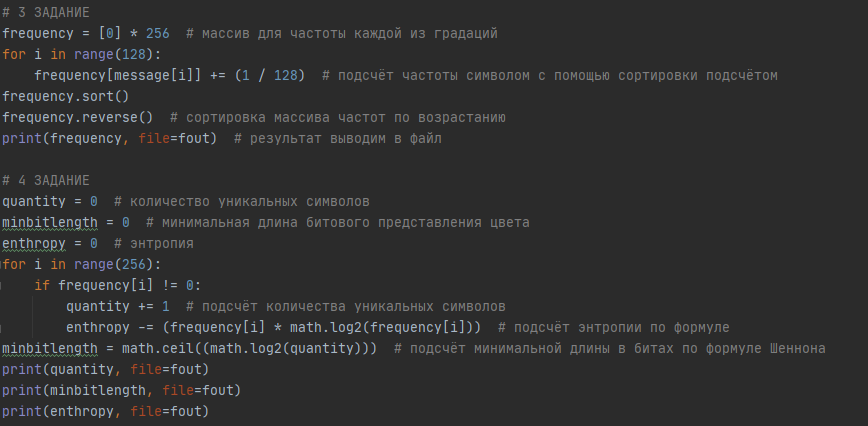 # 3 ЗАДАНИЕ
frequency = [0] * 256  # массив для частоты каждой из градаций
for i in range(128):
    frequency[message[i]] += (1 / 128)  # подсчёт частоты символом с помощью сортировки подсчётом
frequency.sort()
frequency.reverse()  # сортировка массива частот по возрастанию
print(frequency, file=fout)  # результат выводим в файл

# 4 ЗАДАНИЕ
quantity = 0  # количество уникальных символов
minbitlength = 0  # минимальная длина битового представления цвета
enthropy = 0  # энтропия
for i in range(256):
    if frequency[i] != 0:
        quantity += 1  # подсчёт количества уникальных символов
        enthropy -= (frequency[i] * math.log2(frequency[i]))  # подсчёт энтропии по формуле
minbitlength = math.ceil((math.log2(quantity)))  # подсчёт минимальной длины в битах по формуле Шеннона
print(quantity, file=fout)
print(minbitlength, file=fout)
print(enthropy, file=fout)